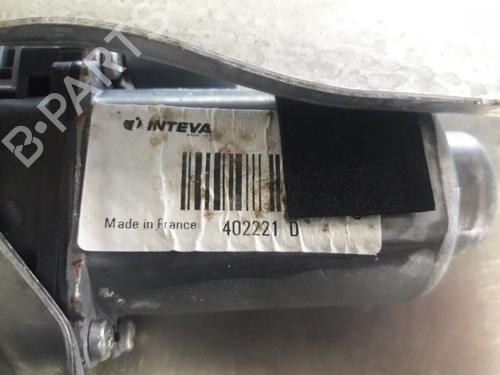 B-PARTS
INTEVA
Made in France
402221 D